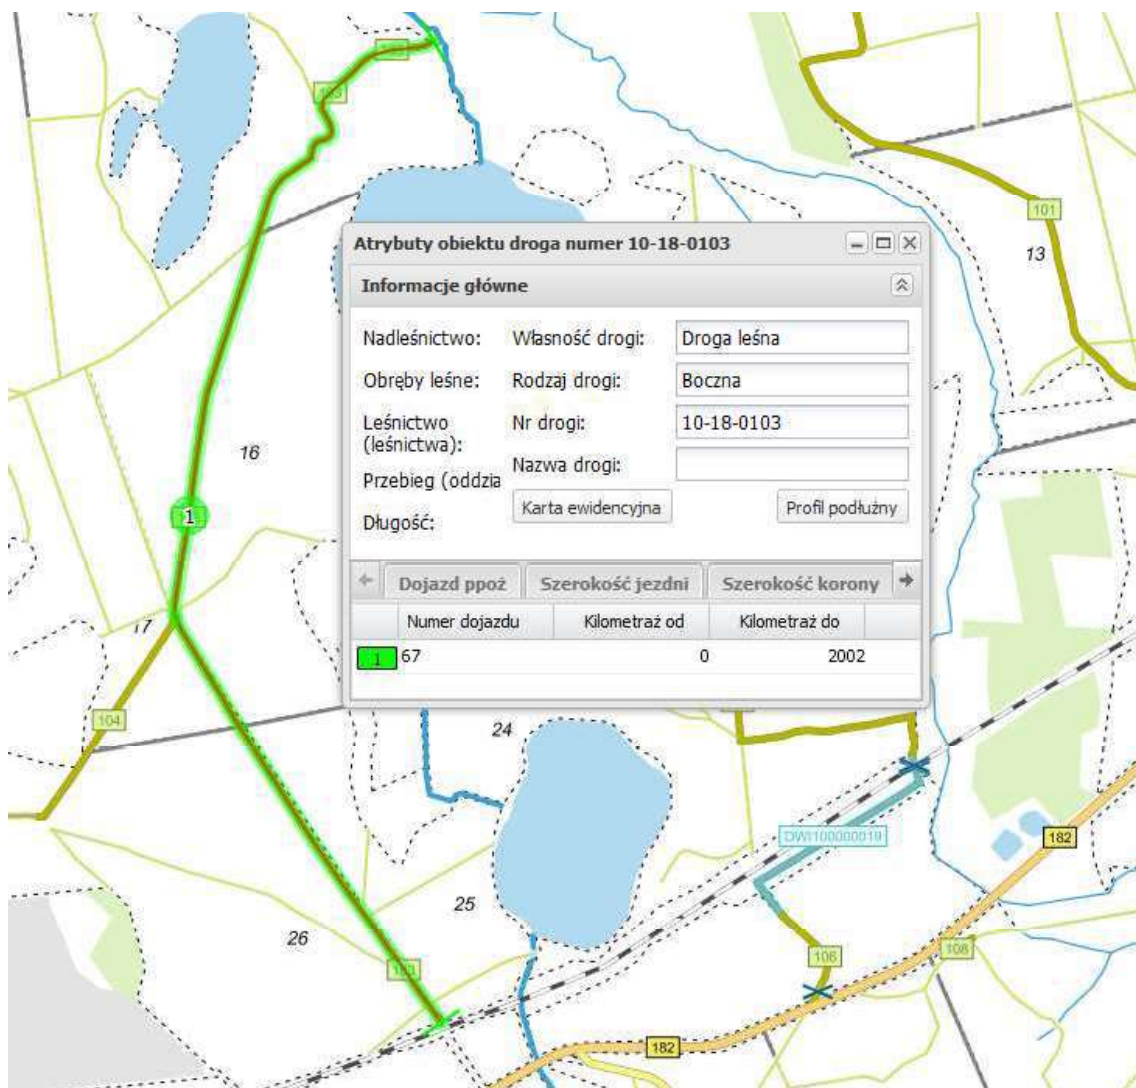 101
13
Atrybuty obiektu droga numer 10-18-0103
Informacje główne
Nadleśnictwo: Własność drogi: Droga leśna
Obręby leśne: Rodzaj drogi: Boczna
Leśnictwo (leśnictwa): Nr drogi: 10-18-0103
Nazwa drogi:
Przebieg (oddzia
Karta ewidencyjna Profil podłużny
Długość:
16
1
Dojazd ppoż Szerokość jezdni Szerokość korony
Numer dojazdu Kilometraż od Kilometraż do
1 67 0 2002
17
104
24
DWI100000019
182
25
26
106
108
103
182